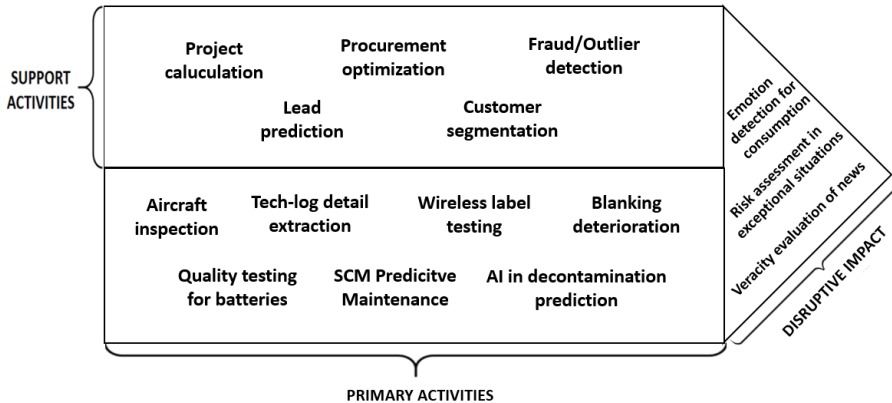 Project
caluculation
Procurement
optimization
Fraud/Outlier
detection
SUPPORT
ACTIVITIES
Lead
prediction
Customer
segmentation
Emotion
detection for
consumption
Risk assessment in
exceptional situations
Veracity evaluation of news
DISRUPTIVE IMPACT
Aircraft
inspection
Tech-log detail
extraction
Wireless label
testing
Blanking
deterioration
Quality testing
for batteries
SCM Predicitve
Maintenance
AI in decontamination
prediction
PRIMARY ACTIVITIES